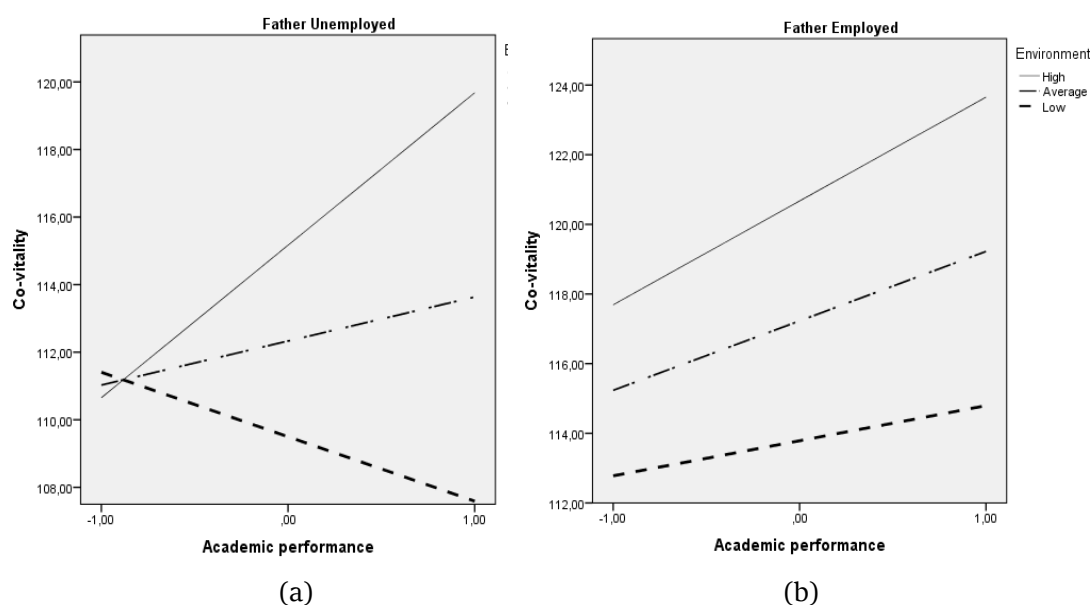 Father Unemployed
E
120,00
118,00
116,00
114,00
112,00
110,00
108,00
Co-vitality
-1,00
,00
1,00
Academic performance
(a)
Father Employed
Environment
High
Average
Low
124,00
122,00
120,00
118,00
116,00
114,00
112,00
Co-vitality
-1,00
,00
1,00
Academic performance
(b)